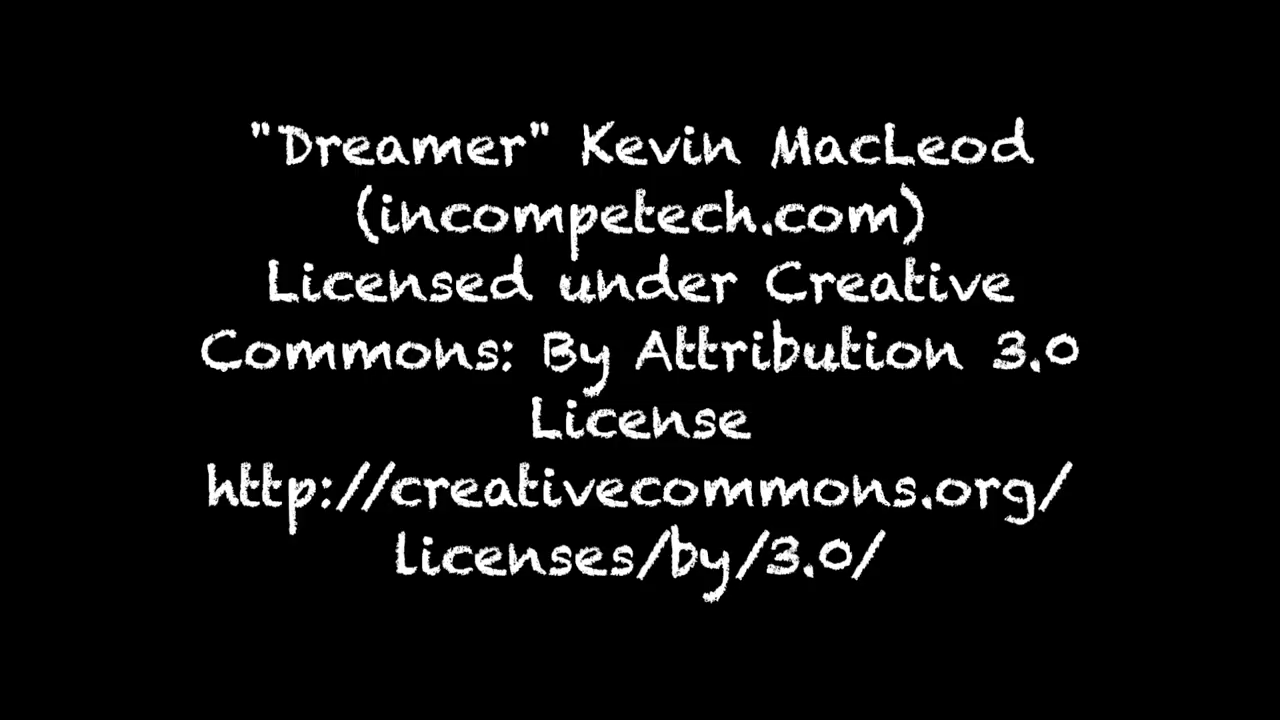 "Dreamer" Kevin MacLeod
(incompetech.com)
Licensed under Creative
Commons: By Attribution 3.0
License
http://creativecommons.org/
licenses/by/3.0/